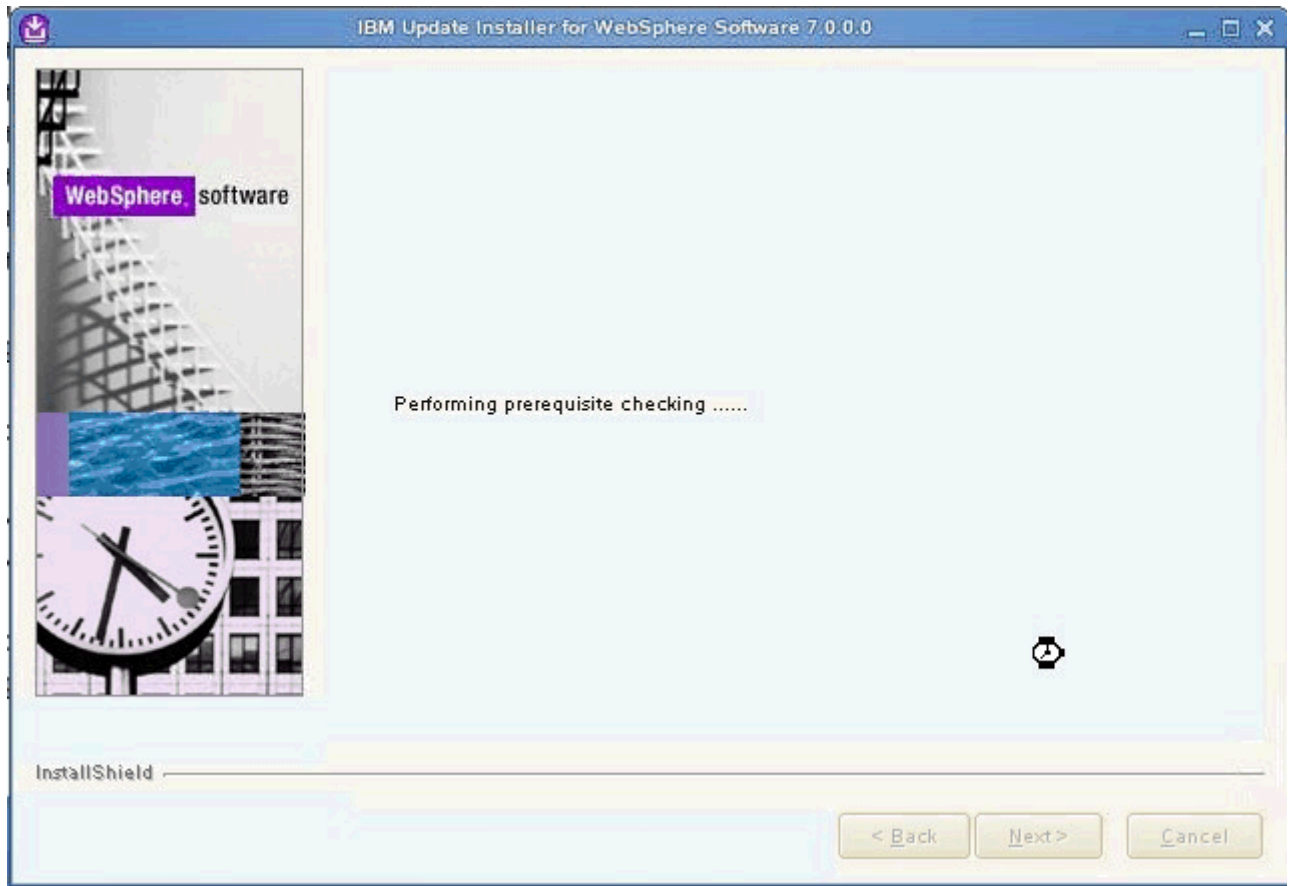 IBM Update Installer for WebSphere Software 7.0.0.0
WebSphere. software
Performing prerequisite checking ......
InstallShield
< Back
Next >
Cancel